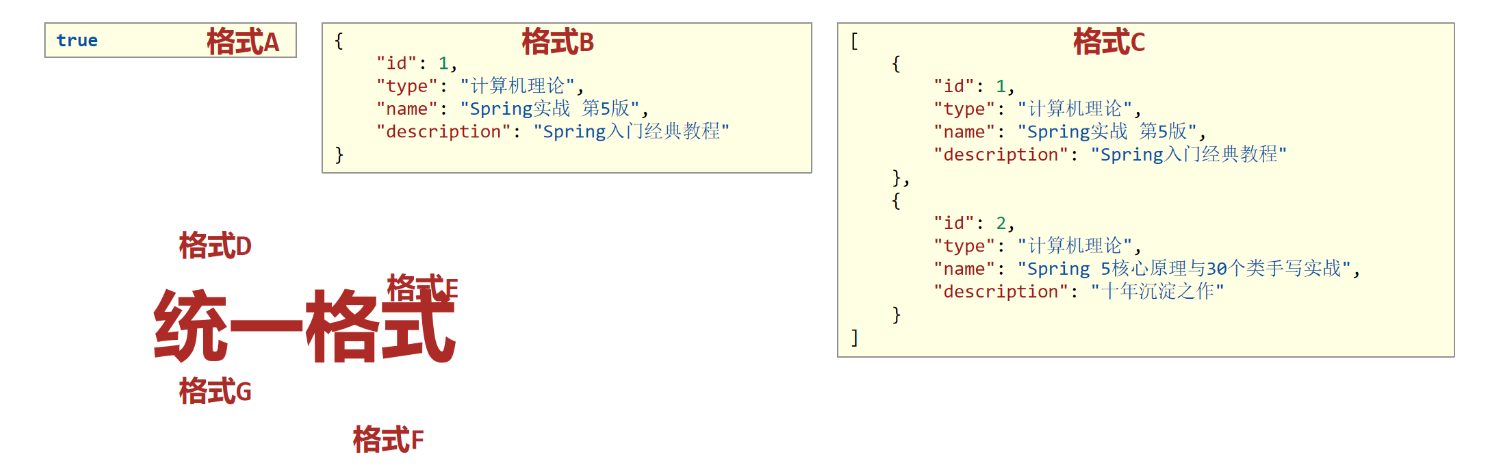 true 格式A
{ 格式B
"id": 1,
"type": "计算机理论",
"name": "Spring实战 第5版",
"description": "Spring入门经典教程"
}
[ 格式C
{
"id": 1,
"type": "计算机理论",
"name": "Spring实战 第5版",
"description": "Spring入门经典教程"
},
{
"id": 2,
"type": "计算机理论",
"name": "Spring 5核心原理与30个类手写实战",
"description": "十年沉淀之作"
}
]
格式D
格式E
统一格式
格式G
格式F